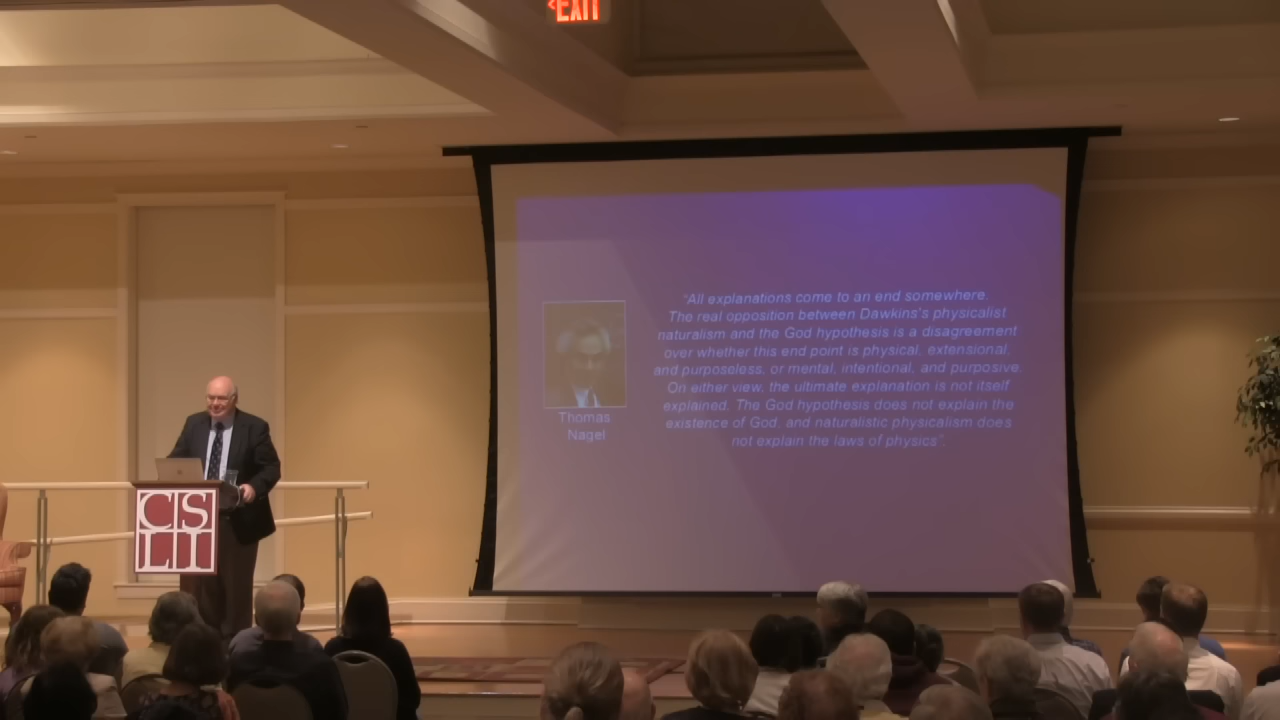 EXIT
"All explanations come to an end somewhere.
The real opposition between Dawkins's physicalist
naturalism and the God hypothesis is a disagreement
over whether this end point is physical, extensional,
and purposeless, or mental, intentional, and purposive.
On either view, the ultimate explanation is not itself
explained. The God hypothesis does not explain the
existence of God, and naturalistic physicalism does
not explain the laws of physics".
Thomas
Nagel
CS
LI